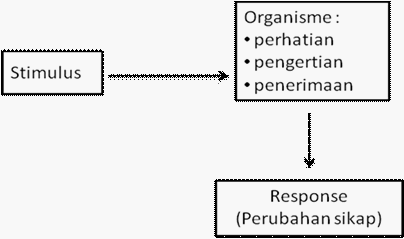 Stimulus
Organisme :
• perhatian
• pengertian
• penerimaan
Response
(Perubahan sikap)